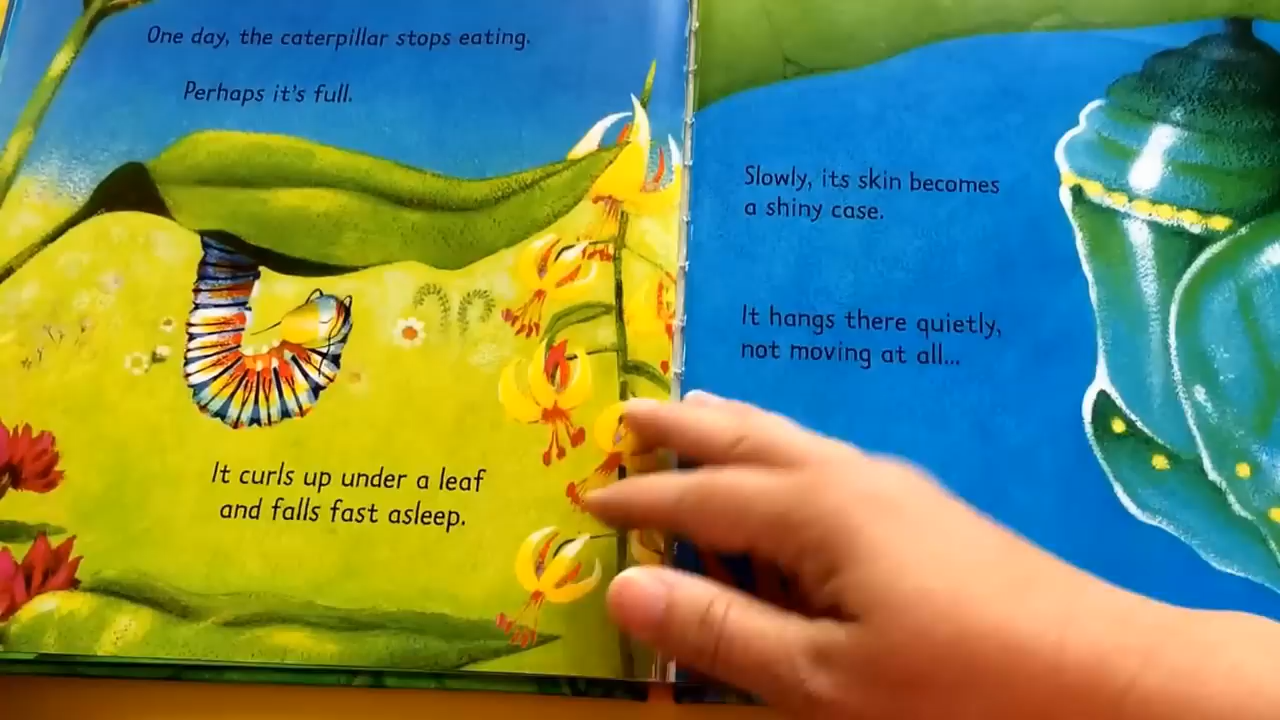 One day, the caterpillar stops eating.
Perhaps it's full.
It curls up under a leaf
and falls fast asleep.
Slowly, its skin becomes
a shiny case.
It hangs there quietly,
not moving at all...